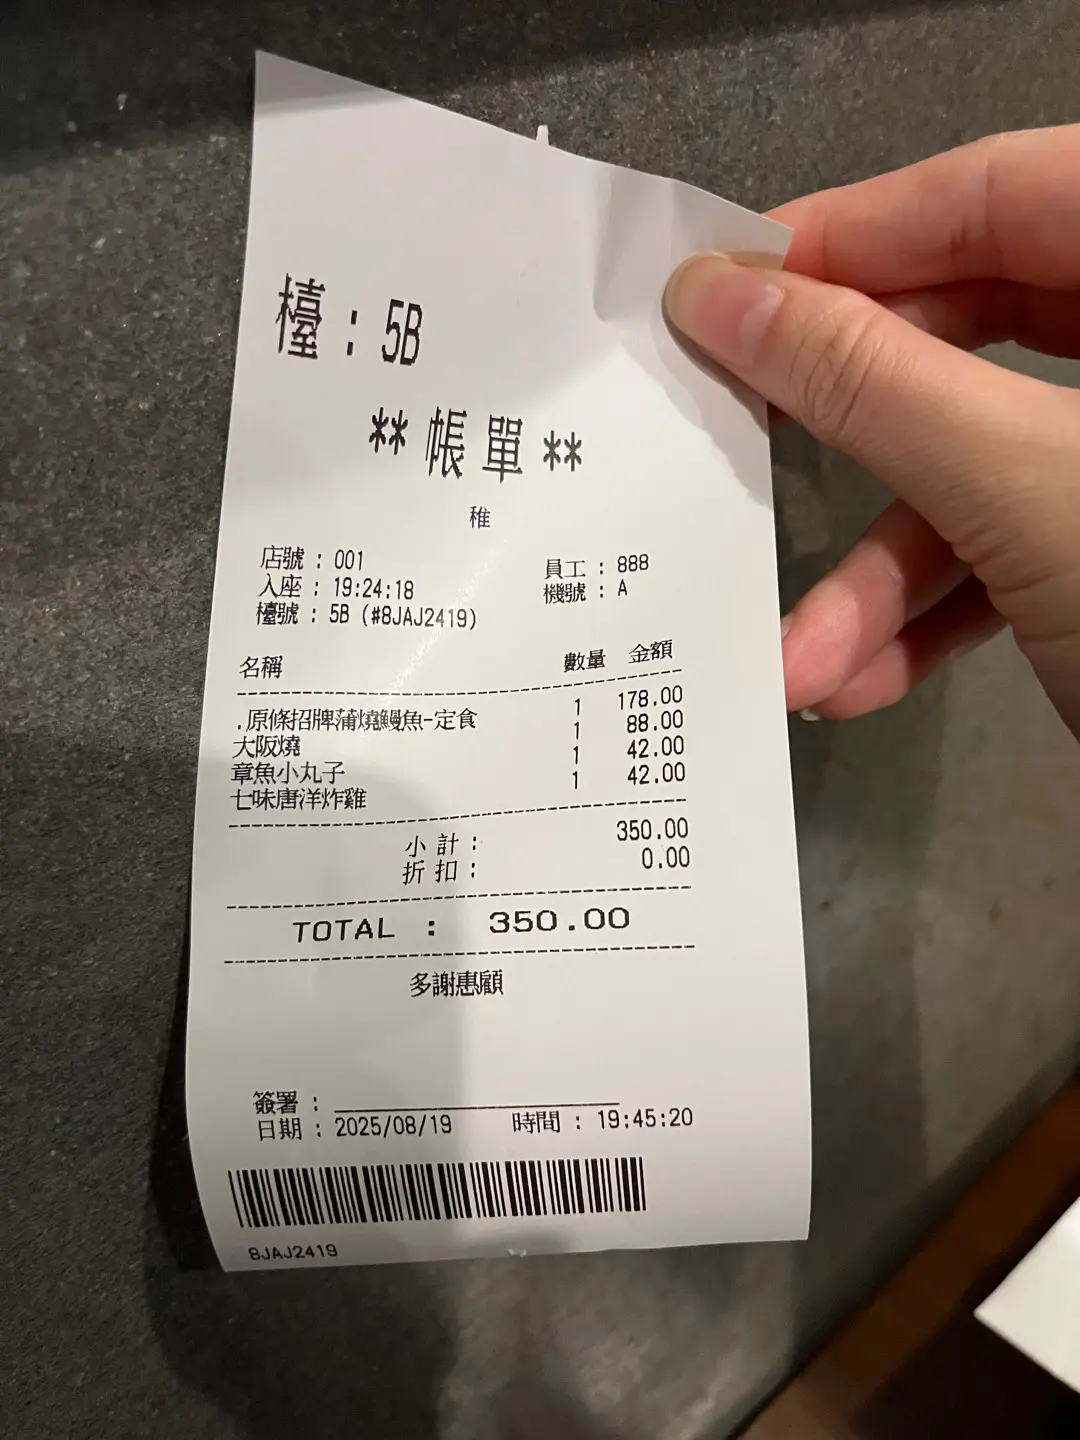 檯：5B
**帳單**
稚
店號：001 員工：888
入座：19:24:18 機號：A
檯號：5B (#8JAJ2419)
名稱 數量 金額
.原條招牌蒲燒鰻魚-定食 1 178.00
大阪燒 1 88.00
章魚小丸子 1 42.00
七味唐洋炸雞 1 42.00
小計： 350.00
折扣： 0.00
TOTAL : 350.00
多謝惠顧
簽署：
日期：2025/08/19 時間：19:45:20
8JAJ2419